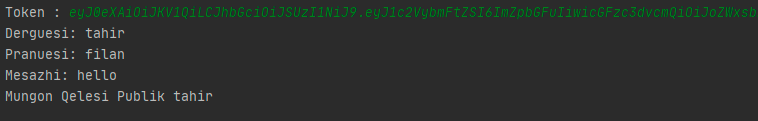 Token : eyJ0eXAiOiJKV1QiLCJhbGciOiJSUzI1NiJ9.eyJ1c2VybmFtZSI6ImZpbGFuIiwicGFzc3dvcmQiOiJoZWxsb
Derguesi: tahir
Pranuesi: filan
Mesazhi: hello
Mungon Qelesi Publik tahir